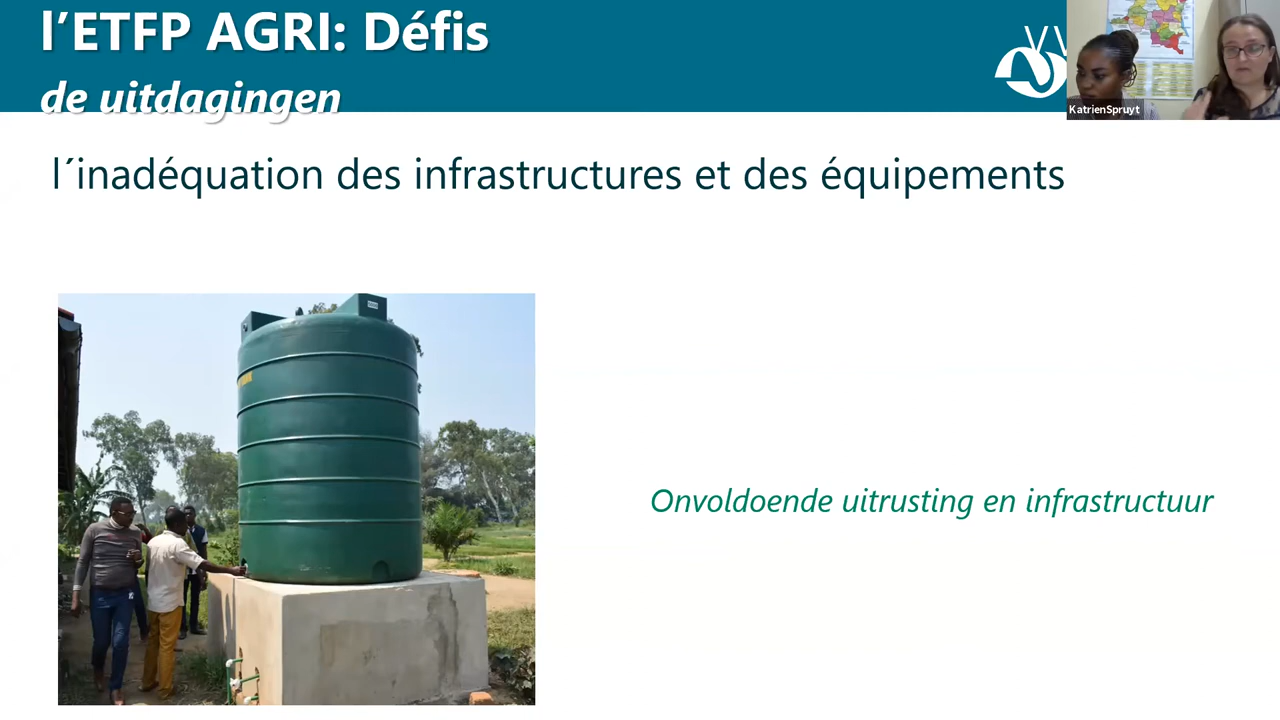 l’ETFP AGRI: Défis
de uitdagingen
KatrienSpruyt
l´inadéquation des infrastructures et des équipements
Onvoldoende uitrusting en infrastructuur